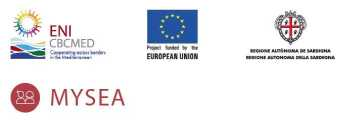 ENI
CBCMED
Cooperating across borders
in the Mediterranean
Project funded by the
EUROPEAN UNION
REGIONE AUTÒNOMA DE SARDIGNA
REGIONE AUTONOMA DELLA SARDEGNA
MYSEA